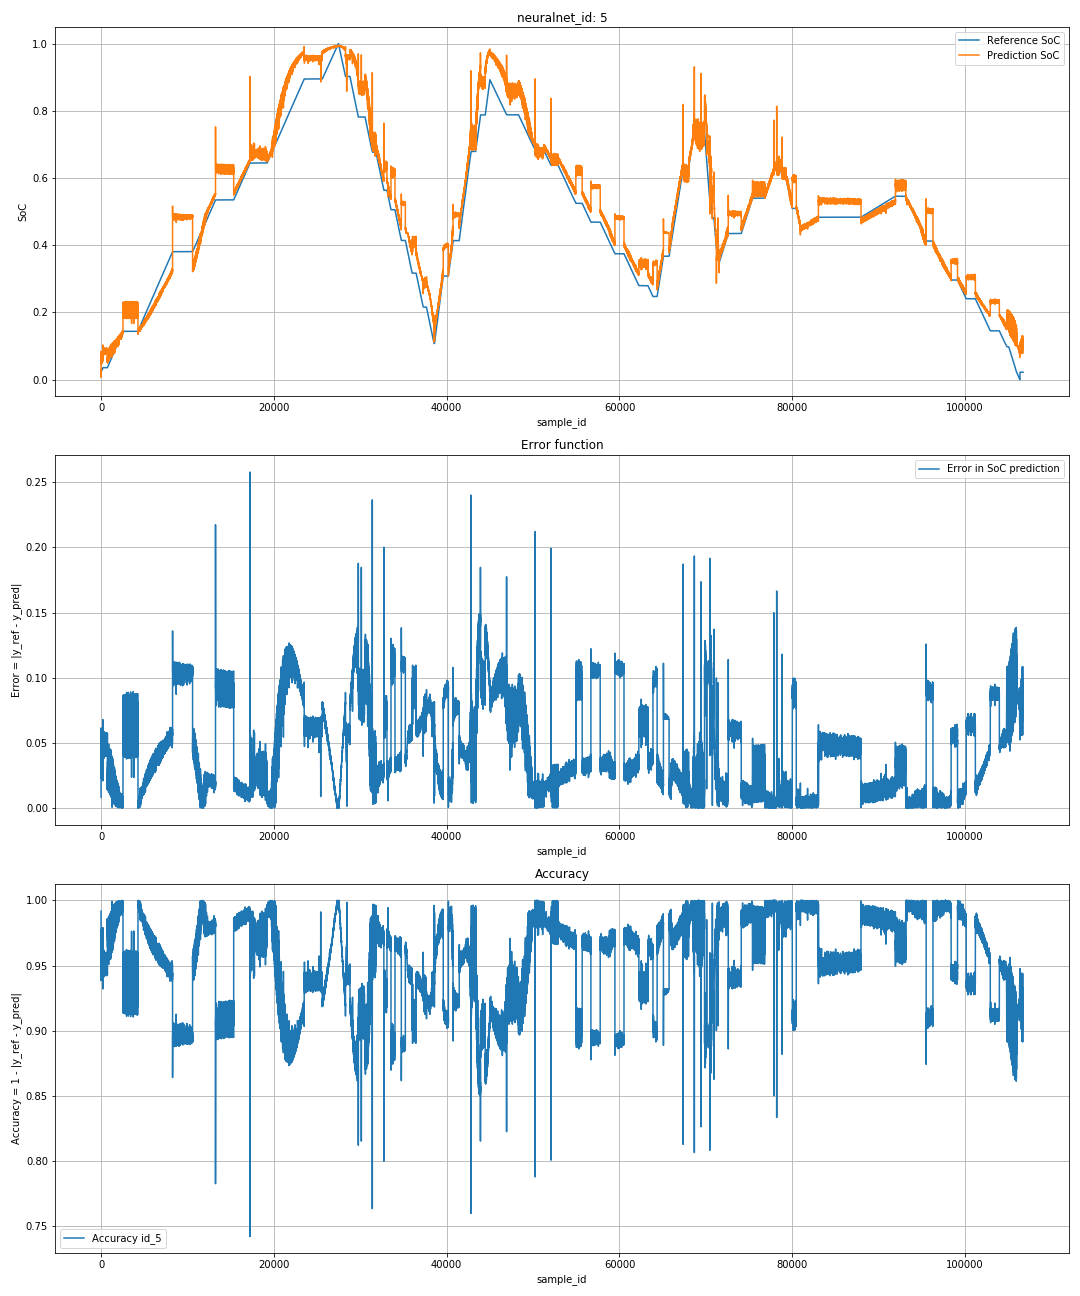 neuralnet_id: 5
Reference SoC
Prediction SoC
1.0
0.8
0.6
0.4
0.2
0.0
SoC
0
20000
40000
60000
80000
100000
sample_id
Error function
Error in SoC prediction
0.25
0.20
0.15
0.10
0.05
0.00
Error = |y_ref - y_pred|
0
20000
40000
60000
80000
100000
sample_id
Accuracy
1.00
0.95
0.90
0.85
0.80
0.75
Accuracy = 1 - |y_ref - y_pred|
Accuracy id_5
0
20000
40000
60000
80000
100000
sample_id